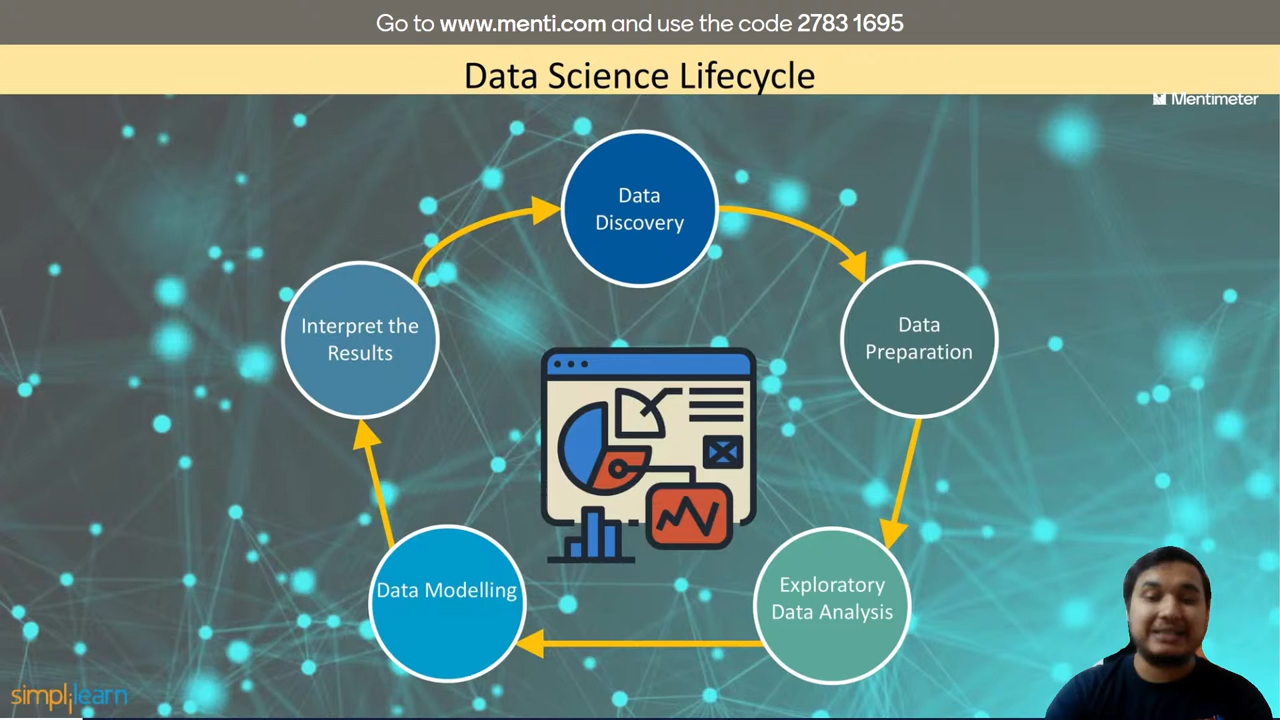 Go to www.menti.com and use the code 2783 1695
Data Science Lifecycle
Mentimeter
Data
Discovery
Data
Preparation
Exploratory
Data Analysis
Data Modelling
Interpret the
Results
simplilearn